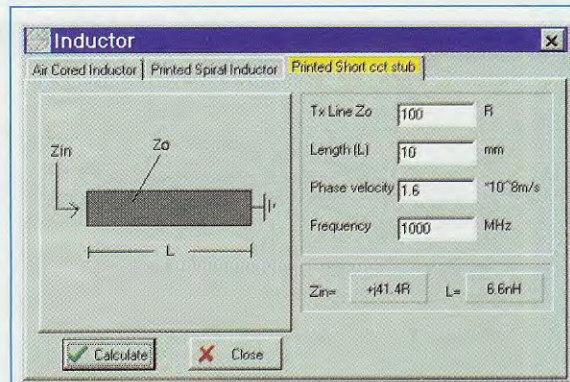 Inductor
Air Cored Inductor Printed Spiral Inductor Printed Short cct stub
Tx Line Zo 100 R
Length (L) 10 mm
Phase velocity 1.6 *10^8m/s
Frequency 1000 MHz
Zin= +j41.4R L= 6.6nH
Zin
Zo
L
Calculate Close